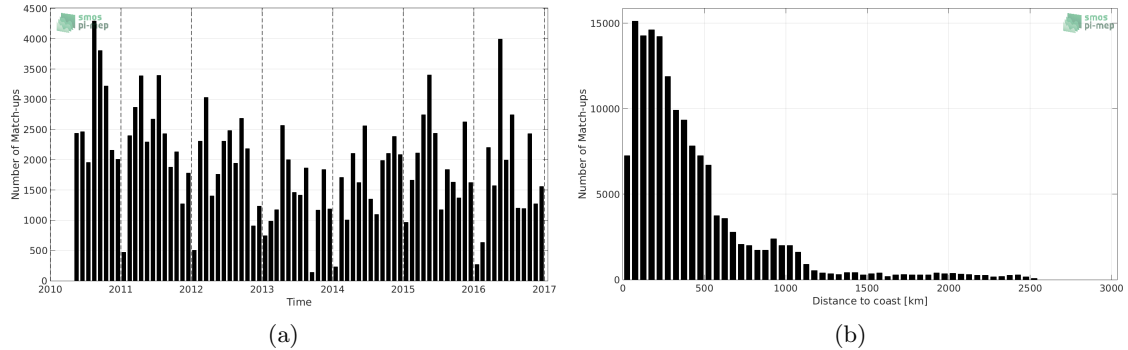 4500
4000
3500
3000
2500
2000
1500
1000
500
0
Number of Match-ups
smos
pi-mep
2010 2011 2012 2013 2014 2015 2016 2017
Time
(a)
15000
10000
5000
0
Number of Match-ups
smos
pi-mep
0 500 1000 1500 2000 2500 3000
Distance to coast [km]
(b)